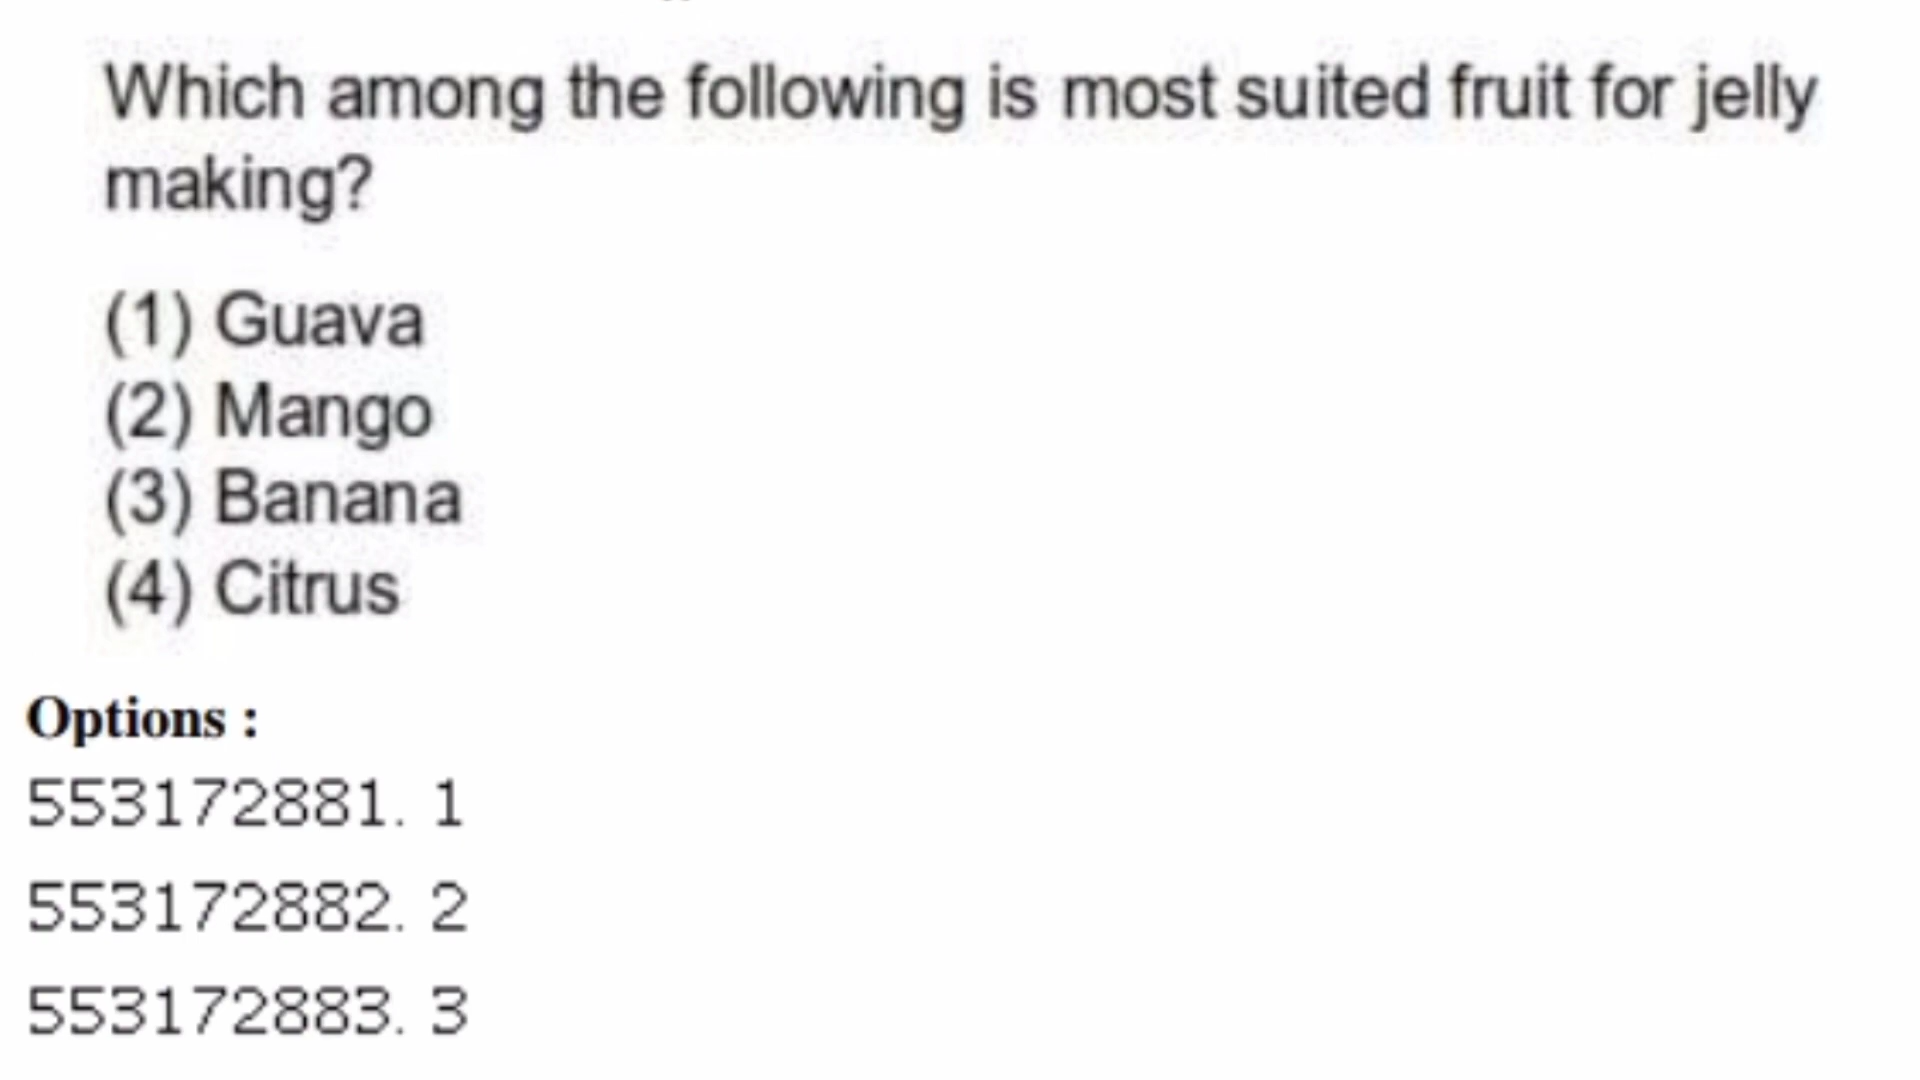 Which among the following is most suited fruit for jelly
making?
(1) Guava
(2) Mango
(3) Banana
(4) Citrus
Options :
553172881. 1
553172882. 2
553172883. 3